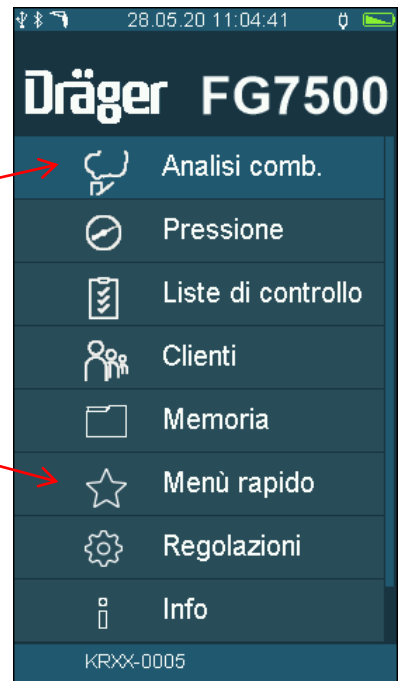 28.05.20 11:04:41
Dräger FG7500
Analisi comb.
Pressione
Liste di controllo
Clienti
Memoria
Menù rapido
Regolazioni
Info
KRXX-0005